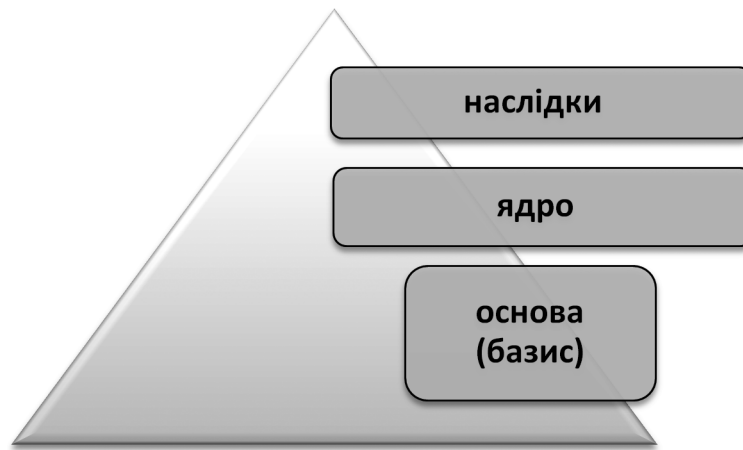 наслідки
ядро
основа
(базис)